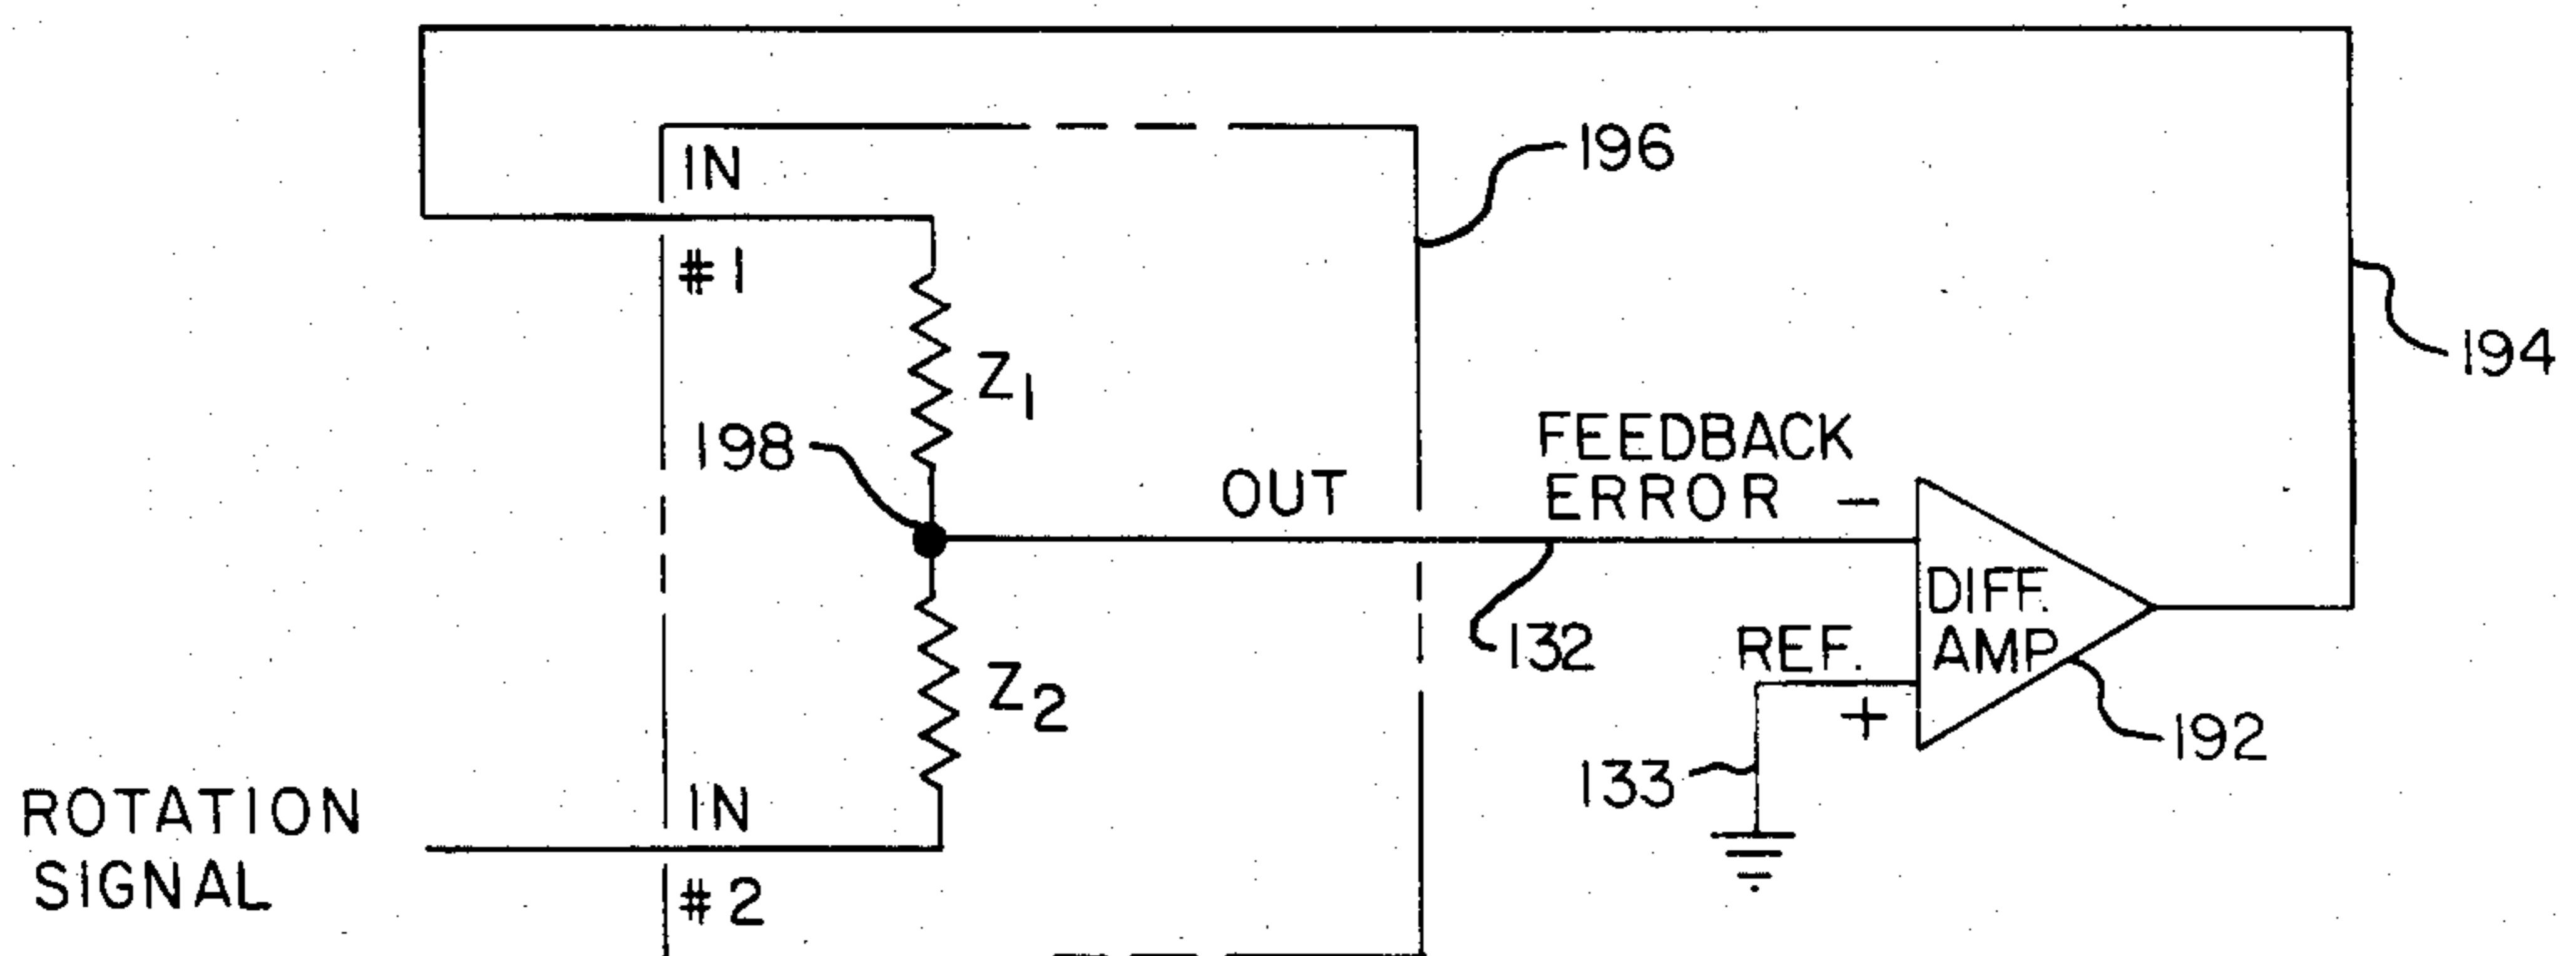 IN
#1
196
Z1
194
198
OUT
FEEDBACK
ERROR −
132
DIFF.
AMP
REF.
+
192
133
Z2
ROTATION
SIGNAL
IN
#2